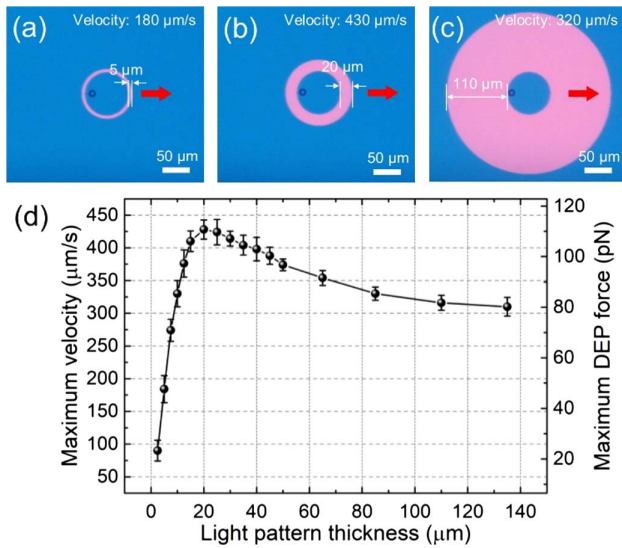 (a)
Velocity: 180 µm/s
5 µm
50 µm
(b)
Velocity: 430 µm/s
20 µm
50 µm
(c)
Velocity: 320 µm/s
110 µm
50 µm
(d)
Maximum velocity (µm/s)
450
400
350
300
250
200
150
100
50
0 20 40 60 80 100 120 140
Light pattern thickness (µm)
120
100
80
60
40
20
Maximum DEP force (pN)